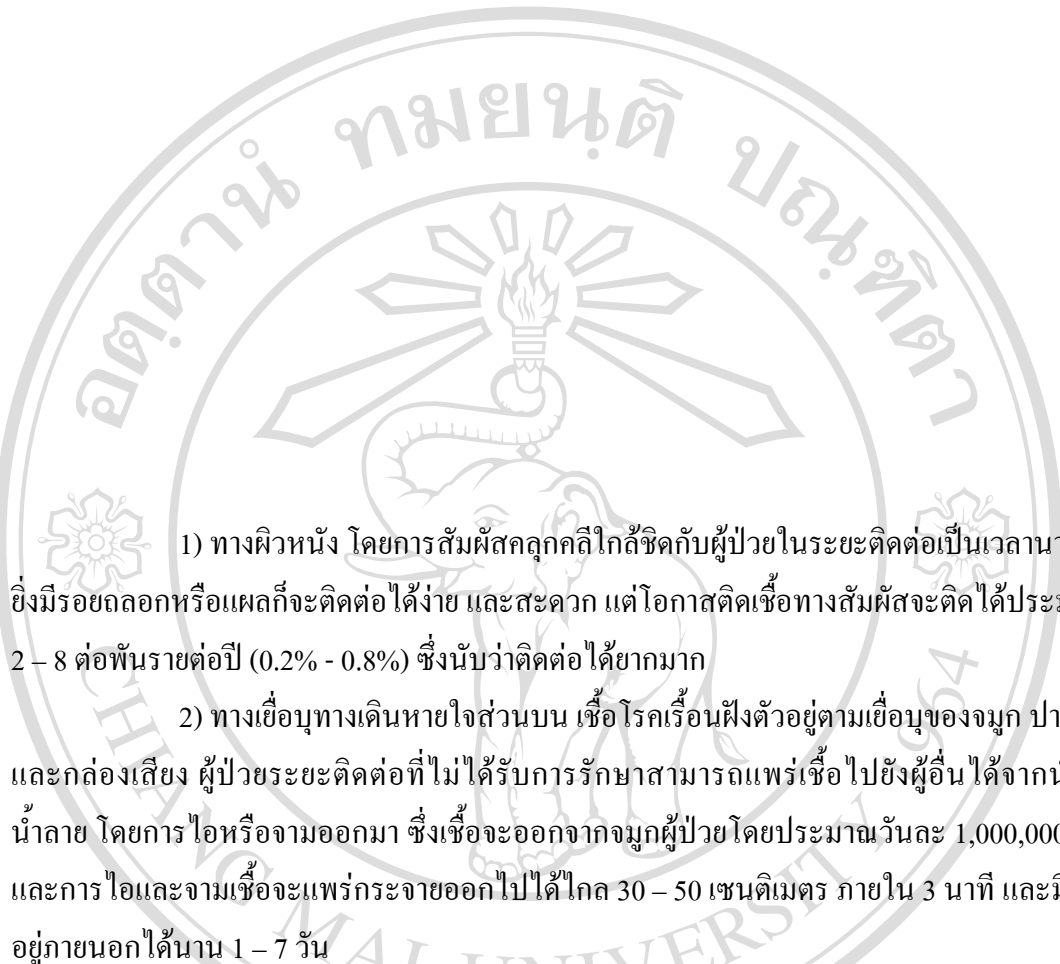 อตฺตานํ ทมยนฺติ ปณฺฑิตา
1) ทางผิวหนัง โดยการสัมผัสคลุกคลีใกล้ชิดกับผู้ป่วยในระยะติดต่อเป็นเวลานา
ยิ่งมีรอยถลอกหรือแผลก็จะติดต่อได้ง่าย และสะดวก แต่โอกาสติดเชื้อทางสัมผัสจะติดได้ประม
2 – 8 ต่อพันรายต่อปี (0.2% - 0.8%) ซึ่งนับว่าติดต่อได้ยากมาก
2) ทางเยื่อบุทางเดินหายใจส่วนบน เชื้อโรคเรื้อนฝังตัวอยู่ตามเยื่อบุของจมูก ปา
และกล่องเสียง ผู้ป่วยระยะติดต่อที่ไม่ได้รับการรักษาสามารถแพร่เชื้อไปยังผู้อื่นได้จากน
น้ำลาย โดยการไอหรือจามออกมา ซึ่งเชื้อจะออกจากจมูกผู้ป่วยโดยประมาณวันละ 1,000,000
และการไอและจามเชื้อจะแพร่กระจายออกไปได้ไกล 30 – 50 เซนติเมตร ภายใน 3 นาที และมี
อยู่ภายนอกได้นาน 1 – 7 วัน
CHIANG MAI UNIVERSITY 1964